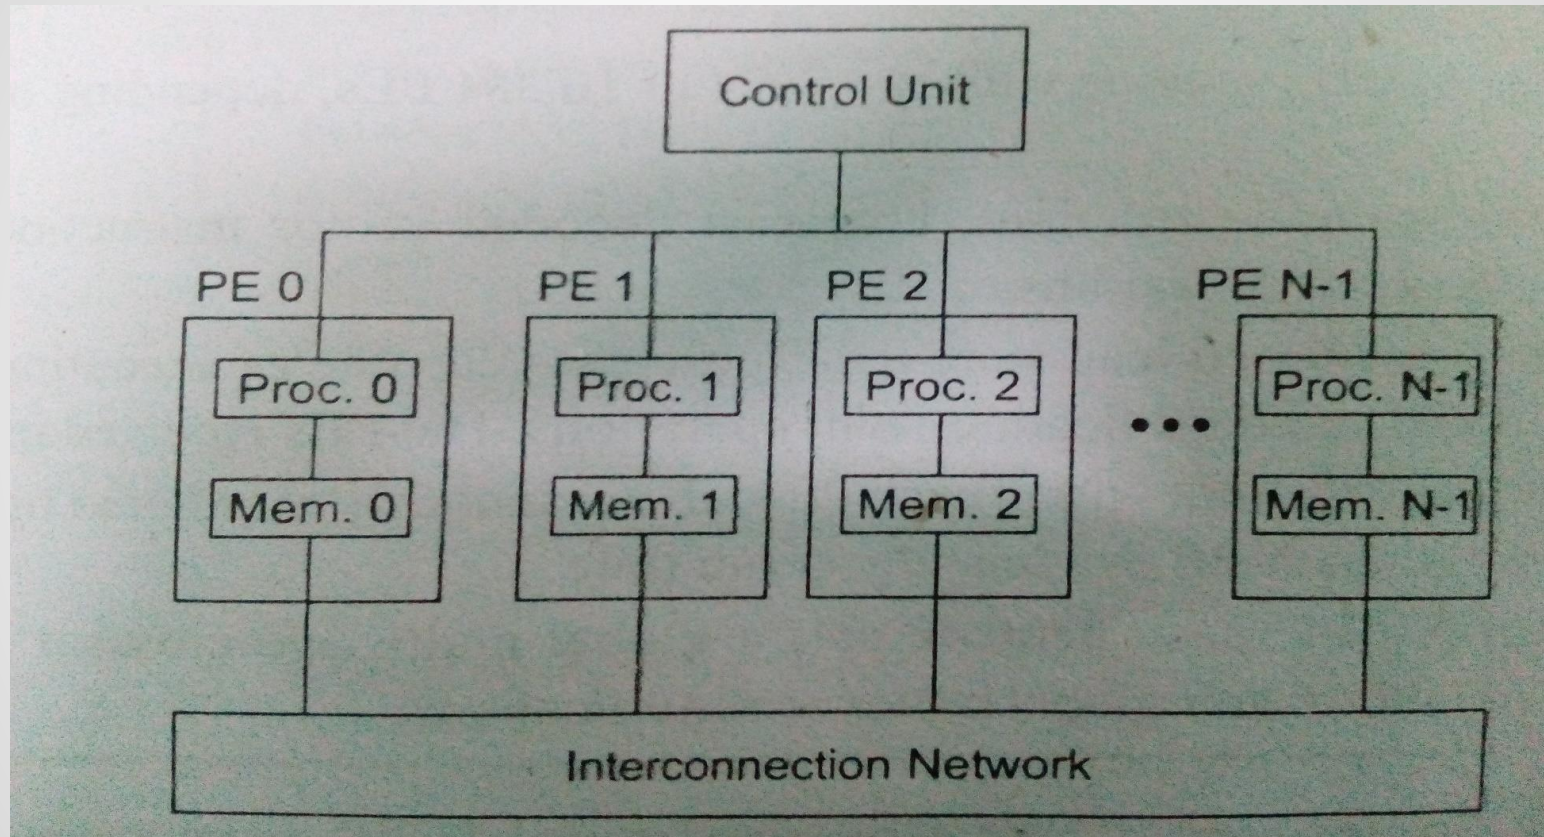 Control Unit
PE 0
PE 1
PE 2
PE N-1
Proc. 0
Proc. 1
Proc. 2
Proc. N-1
Mem. 0
Mem. 1
Mem. 2
Mem. N-1
Interconnection Network